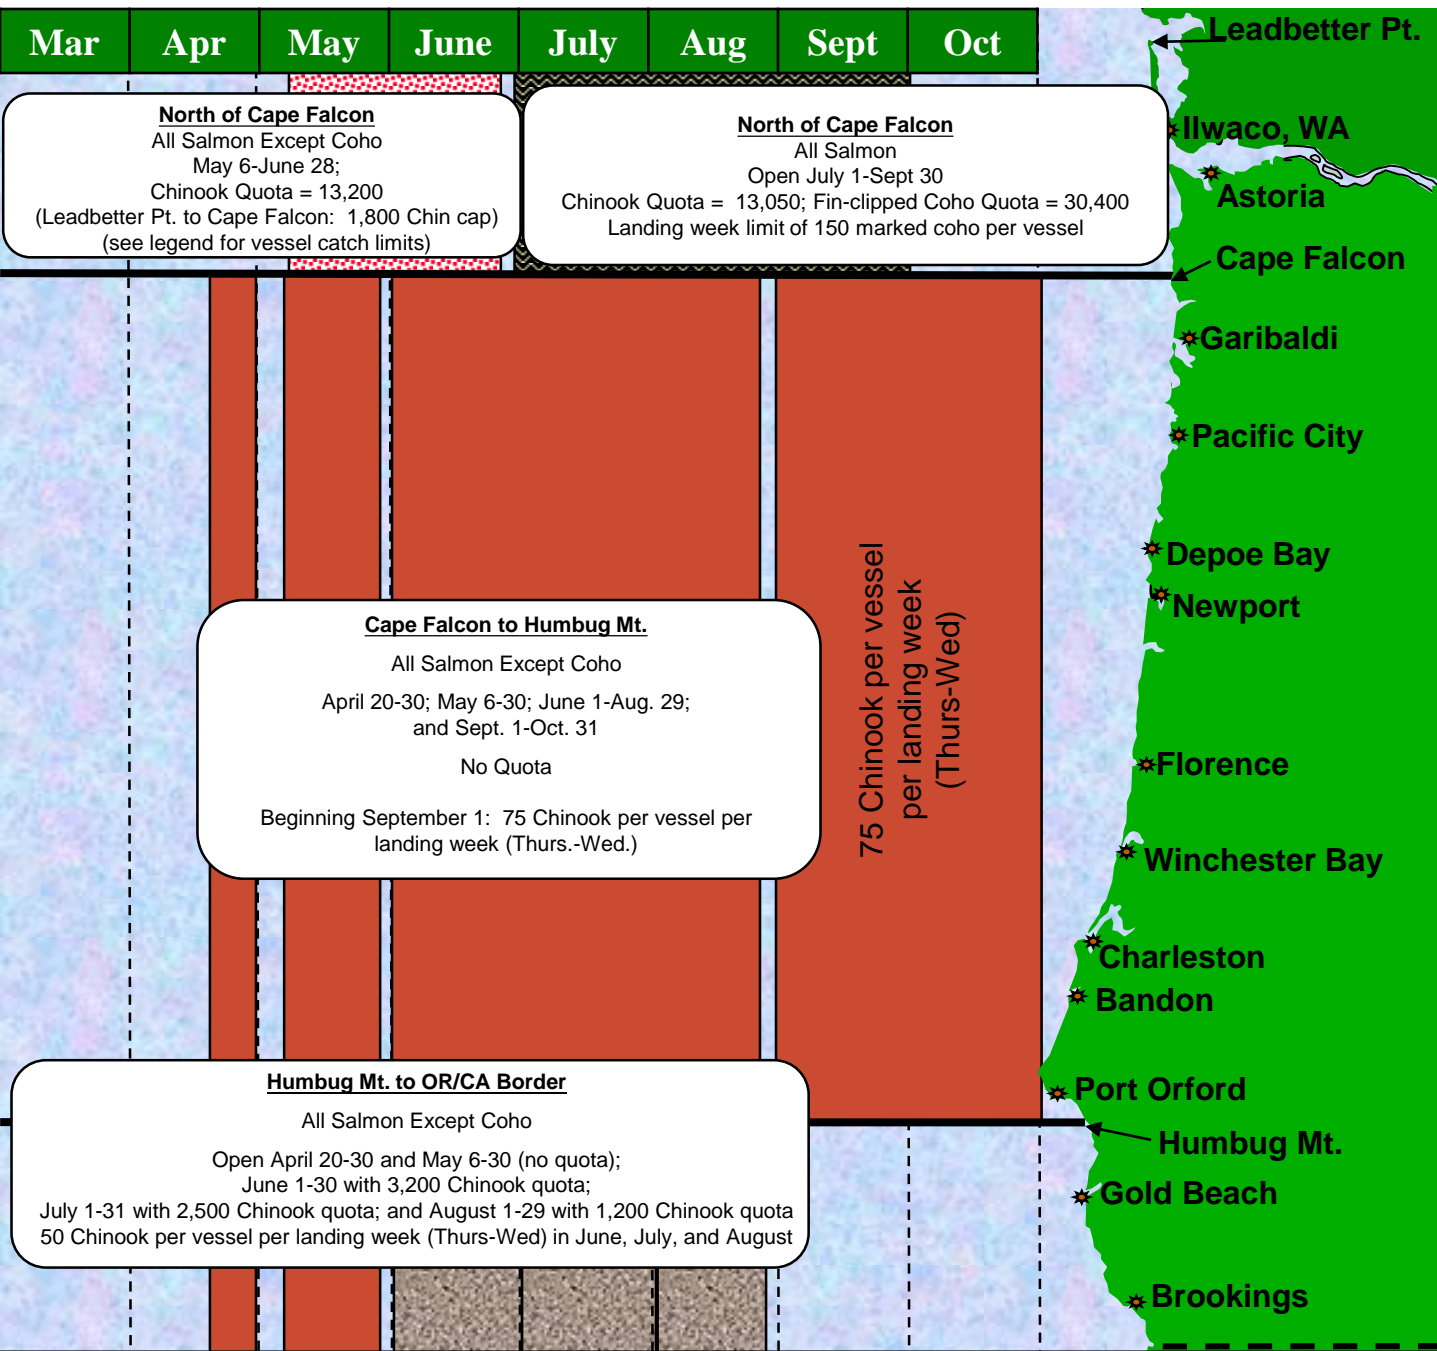 Mar Apr May June July Aug Sept Oct
Leadbetter Pt.
North of Cape Falcon
All Salmon Except Coho
May 6-June 28;
Chinook Quota = 13,200
(Leadbetter Pt. to Cape Falcon: 1,800 Chin cap)
(see legend for vessel catch limits)
North of Cape Falcon
All Salmon
Open July 1-Sept 30
Chinook Quota = 13,050; Fin-clipped Coho Quota = 30,400
Landing week limit of 150 marked coho per vessel
Ilwaco, WA
Astoria
Cape Falcon
Garibaldi
Pacific City
Depoe Bay
Newport
Cape Falcon to Humbug Mt.
All Salmon Except Coho
April 20-30; May 6-30; June 1-Aug. 29;
and Sept. 1-Oct. 31
No Quota
Beginning September 1: 75 Chinook per vessel per
landing week (Thurs.-Wed.)
75 Chinook per vessel
per landing week
(Thurs-Wed)
Florence
Winchester Bay
Charleston
Bandon
Humbug Mt. to OR/CA Border
All Salmon Except Coho
Open April 20-30 and May 6-30 (no quota);
June 1-30 with 3,200 Chinook quota;
July 1-31 with 2,500 Chinook quota; and August 1-29 with 1,200 Chinook quota
50 Chinook per vessel per landing week (Thurs-Wed) in June, July, and August
Port Orford
Humbug Mt.
Gold Beach
Brookings